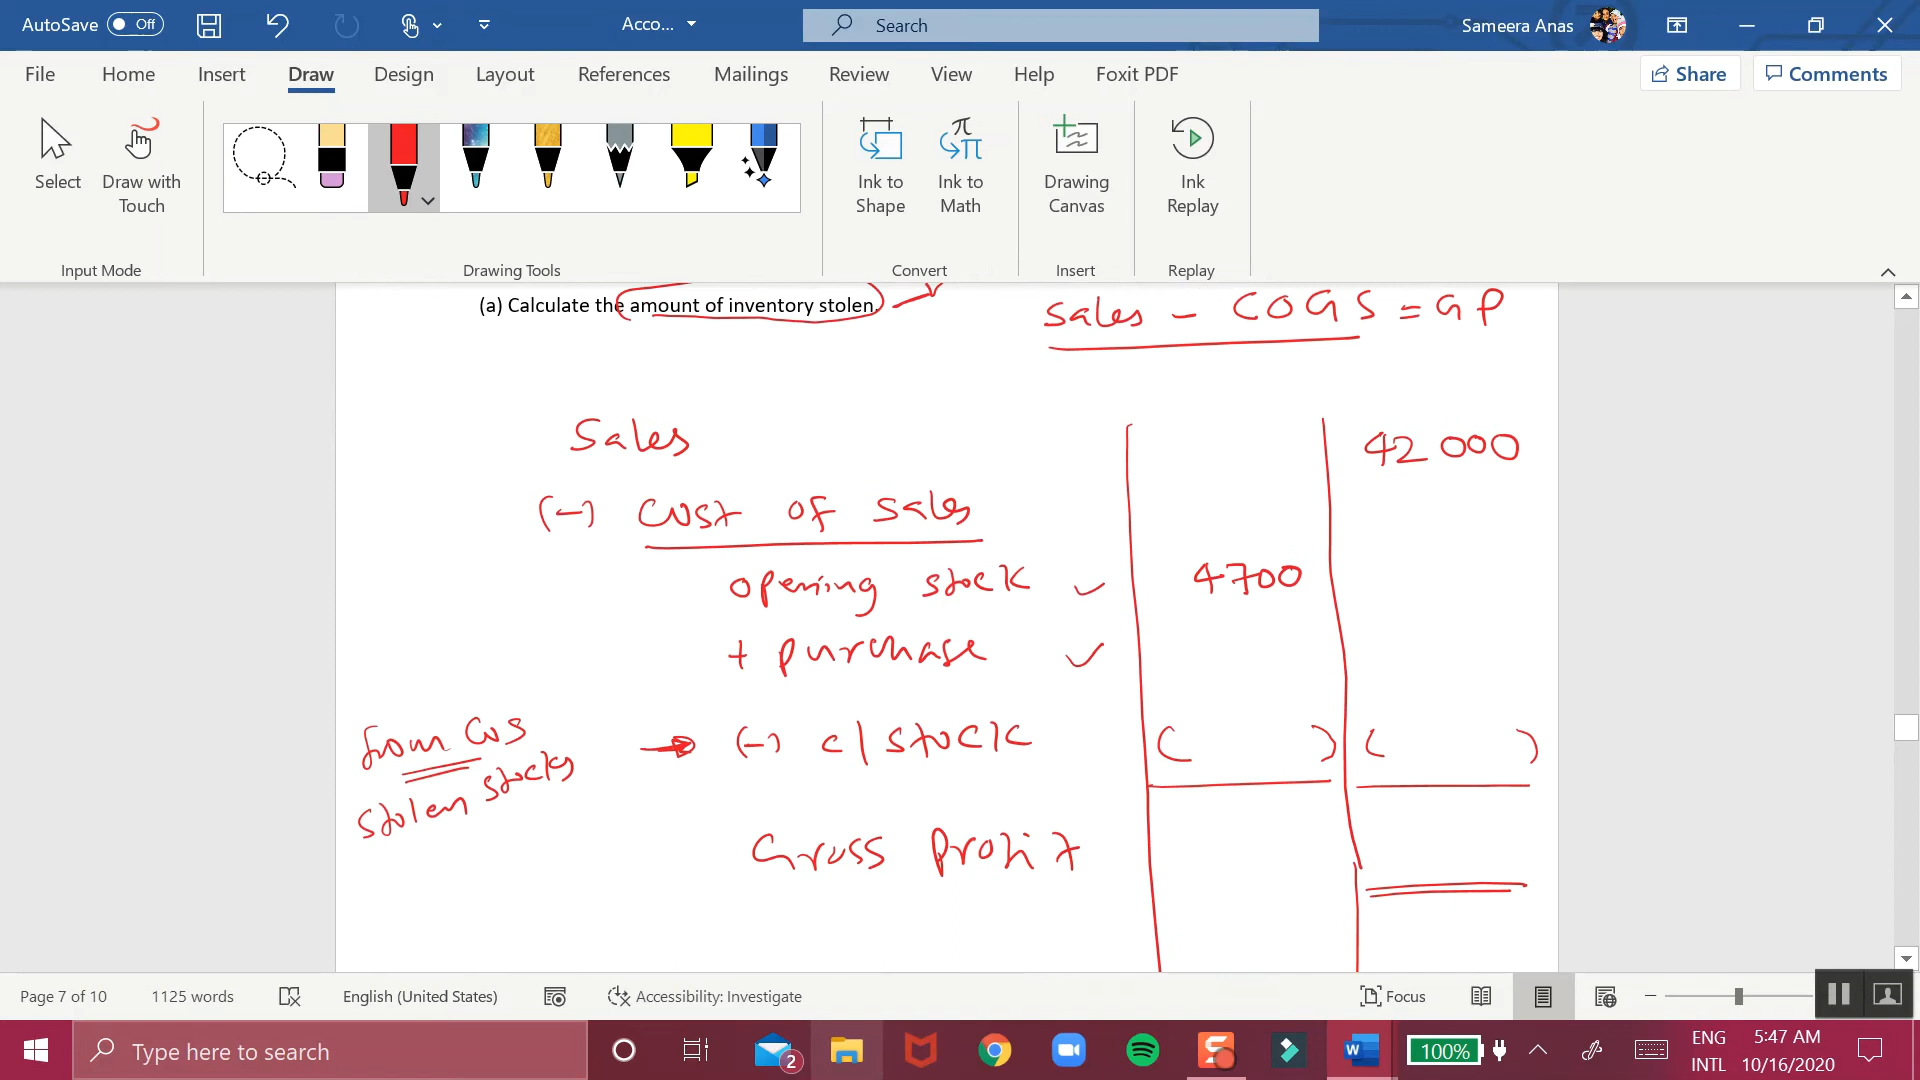 AutoSave Off Acco... Search Sameera Anas
File Home Insert Draw Design Layout References Mailings Review View Help Foxit PDF Share Comments
Select
Draw with Touch
Ink to Shape
Ink to Math
Drawing Canvas
Ink Replay
Input Mode Drawing Tools Convert Insert Replay
(a) Calculate the amount of inventory stolen.
Sales - COGS = GP
Sales 42 000
(-) cost of sales
opening stock ✓ 4700
+ purchase ✓
from COS → (-) c/stock ( ) ( )
stolen stocks
Gross Profit
Page 7 of 10 1125 words English (United States) Accessibility: Investigate Focus
Type here to search 2 100% ENG INTL 5:47 AM 10/16/2020